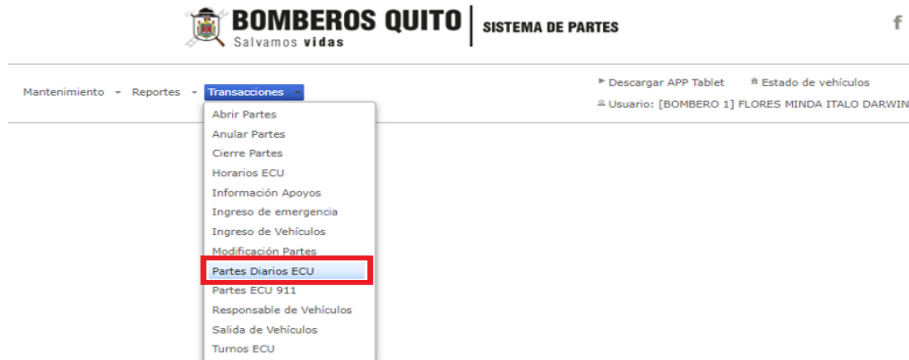 BOMBEROS QUITO
Salvamos vidas
SISTEMA DE PARTES
f
Mantenimiento
Reportes
Transacciones
Descargar APP Tablet
Estado de vehículos
Usuario: [BOMBERO 1] FLORES MINDA ITALO DARWIN
Abrir Partes
Anular Partes
Cierre Partes
Horarios ECU
Información Apoyos
Ingreso de emergencia
Ingreso de Vehículos
Modificación Partes
Partes Diarios ECU
Partes ECU 911
Responsable de Vehículos
Salida de Vehículos
Turnos ECU